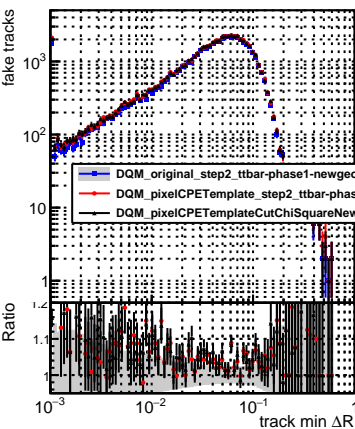 fake tracks
10³
10²
10
1
DQM_original_step2_ttbar-phase1-newgeo
DQM_pixelCPETemplate_step2_ttbar-phas
DQM_pixelCPETemplateCutChiSquareNew
Ratio
1.2
1.1
1
10⁻³ 10⁻² 10⁻¹ 1
track min ΔR